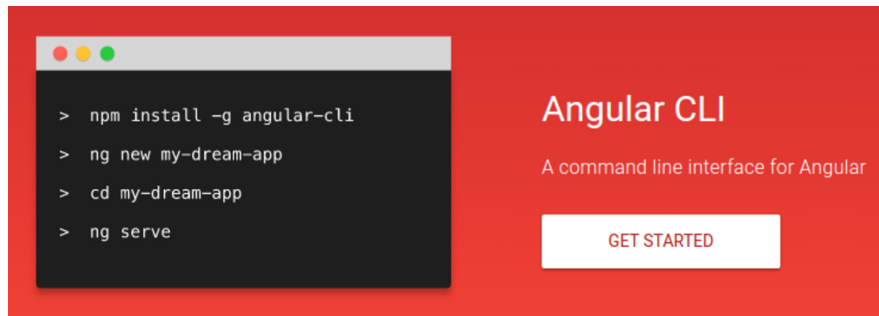 > npm install -g angular-cli
> ng new my-dream-app
> cd my-dream-app
> ng serve
Angular CLI
A command line interface for Angular
GET STARTED